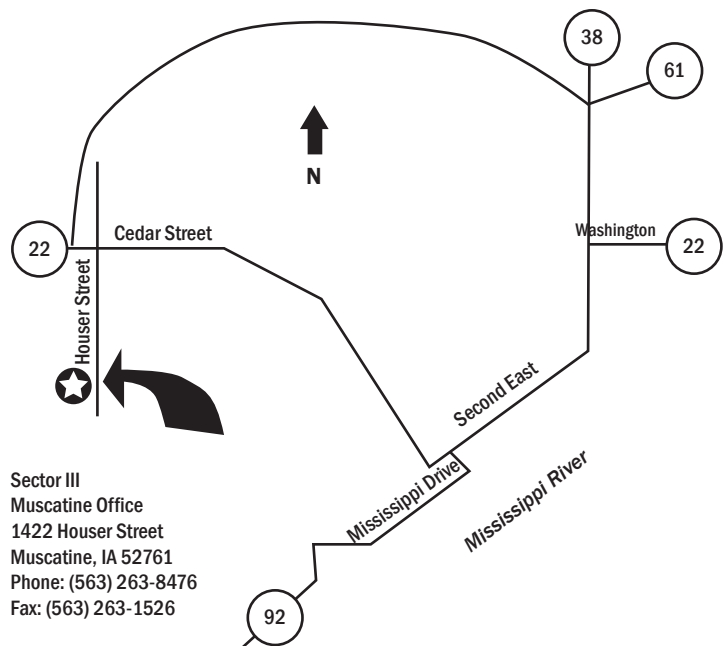 38
61
N
Cedar Street
Washington
22
22
Houser Street
Second East
Mississippi Drive
Mississippi River
Sector III
Muscatine Office
1422 Houser Street
Muscatine, IA 52761
Phone: (563) 263-8476
Fax: (563) 263-1526
92